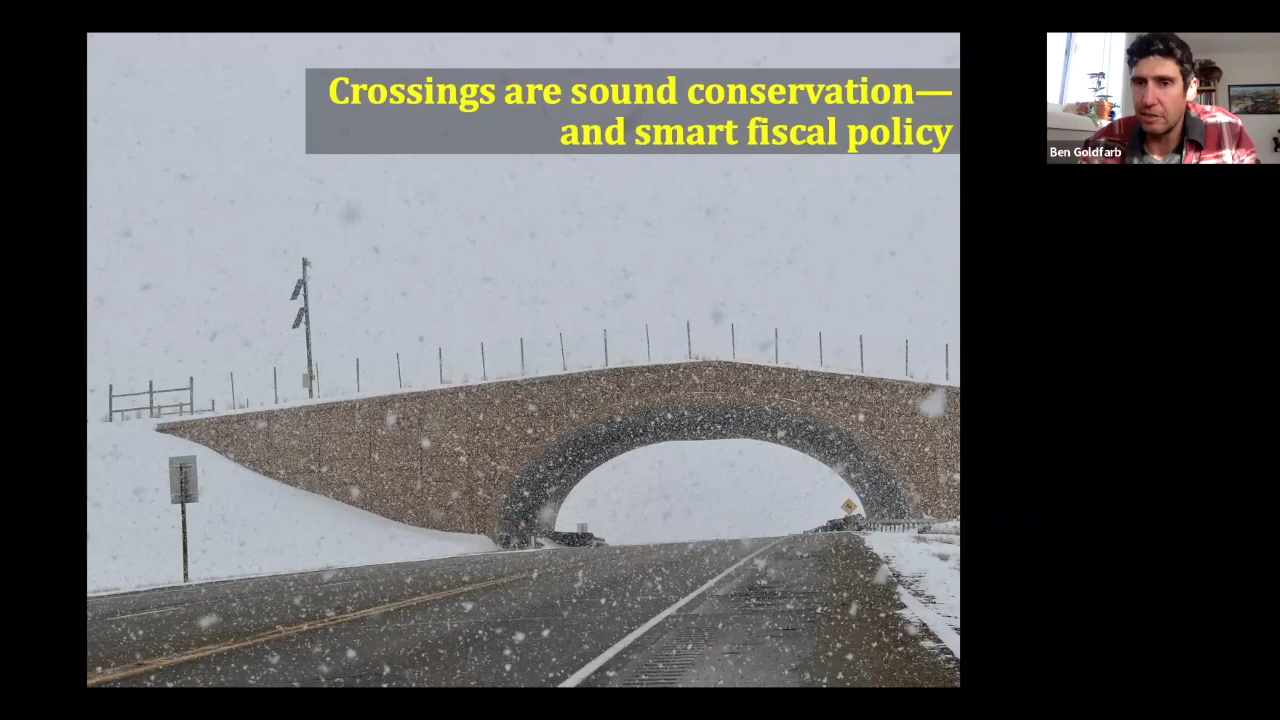 Crossings are sound conservation—
and smart fiscal policy
Ben Goldfarb